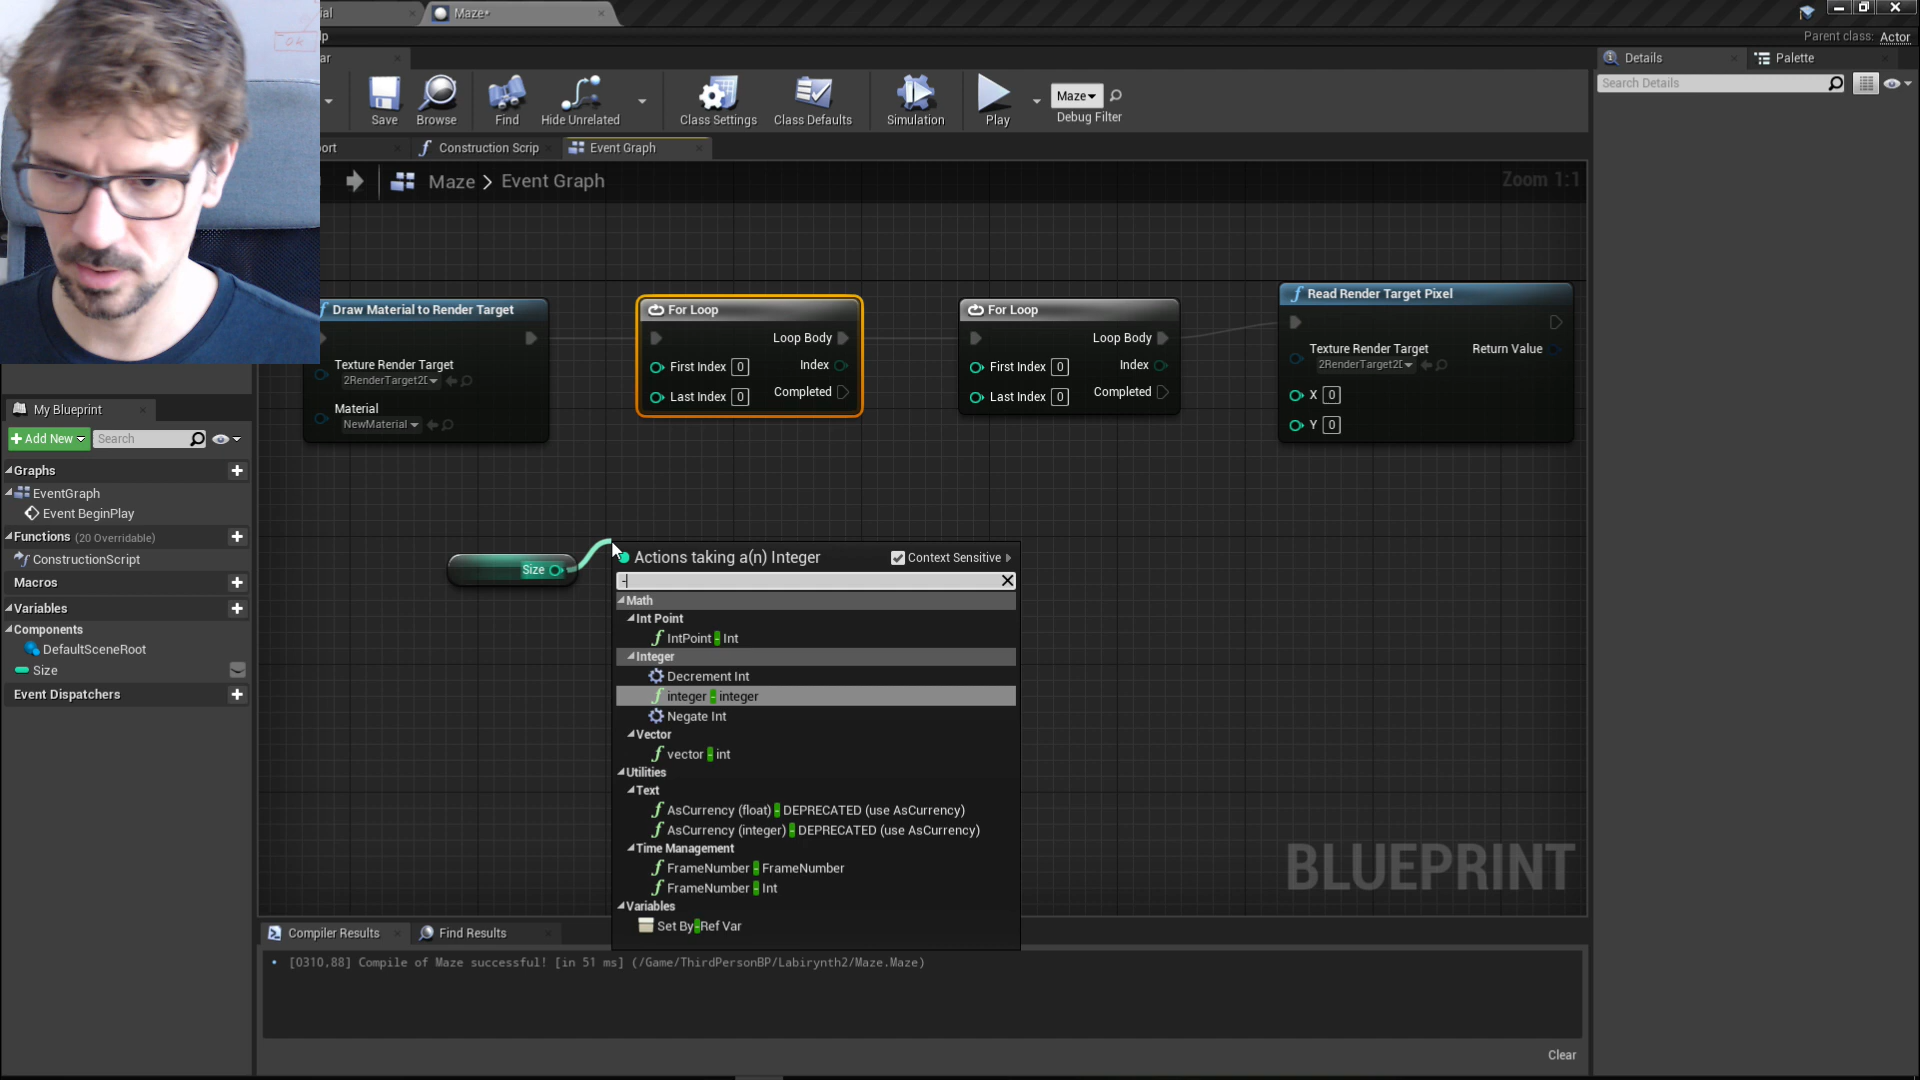 ial
Maze*
lp
Parent class: Actor
ar
Details
Palette
Save
Browse
Find
Hide Unrelated
Class Settings
Class Defaults
Simulation
Play
Maze
Debug Filter
Search Details
port
Construction Scrip
Event Graph
Maze > Event Graph
Zoom 1:1
Draw Material to Render Target
Texture Render Target
2RenderTarget2D
Material
NewMaterial
For Loop
Loop Body
First Index 0
Index
Last Index 0
Completed
For Loop
Loop Body
First Index 0
Index
Last Index 0
Completed
Read Render Target Pixel
Texture Render Target
2RenderTarget2D
Return Value
X 0
Y 0
My Blueprint
+Add New
Search
Graphs
EventGraph
Event BeginPlay
Functions (20 Overridable)
ConstructionScript
Macros
Variables
Components
DefaultSceneRoot
Size
Event Dispatchers
Size
Actions taking a(n) Integer
Context Sensitive
-
Math
Int Point
IntPoint - Int
Integer
Decrement Int
integer - integer
Negate Int
Vector
vector - int
Utilities
Text
AsCurrency (float) - DEPRECATED (use AsCurrency)
AsCurrency (integer) - DEPRECATED (use AsCurrency)
Time Management
FrameNumber - FrameNumber
FrameNumber - Int
Variables
Set By-Ref Var
BLUEPRINT
Compiler Results
Find Results
[0310,88] Compile of Maze successful! [in 51 ms] (/Game/ThirdPersonBP/Labirynth2/Maze.Maze)
Clear